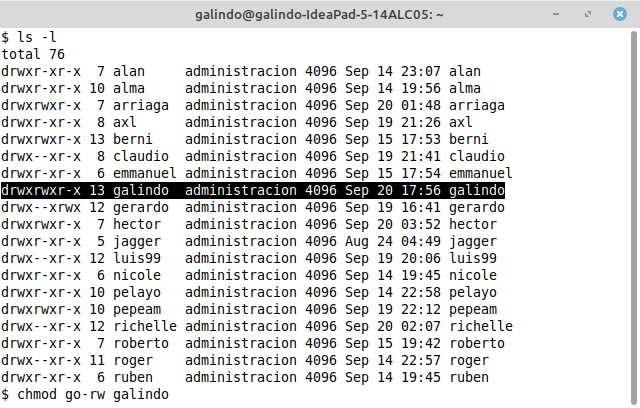 galindo@galindo-IdeaPad-5-14ALC05: ~
$ ls -l
total 76
drwxr-xr-x  7 alan     administracion 4096 Sep 14 23:07 alan
drwxr-xr-x 10 alma     administracion 4096 Sep 14 19:56 alma
drwxrwxr-x  7 arriaga  administracion 4096 Sep 20 01:48 arriaga
drwxr-xr-x  8 axl      administracion 4096 Sep 19 21:26 axl
drwxrwxr-x 13 berni    administracion 4096 Sep 15 17:53 berni
drwx--xr-x  8 claudio  administracion 4096 Sep 19 21:41 claudio
drwxr-xr-x  6 emmanuel administracion 4096 Sep 15 17:54 emmanuel
drwxrwxr-x 13 galindo  administracion 4096 Sep 20 17:56 galindo
drwx--xrwx 12 gerardo  administracion 4096 Sep 19 16:41 gerardo
drwxrwxr-x  7 hector   administracion 4096 Sep 20 03:52 hector
drwxr-xr-x  5 jagger   administracion 4096 Aug 24 04:49 jagger
drwx--xr-x 12 luis99   administracion 4096 Sep 19 20:06 luis99
drwxr-xr-x  6 nicole   administracion 4096 Sep 14 19:45 nicole
drwxr-xr-x 10 pelayo   administracion 4096 Sep 14 22:58 pelayo
drwxrwxr-x 10 pepeam   administracion 4096 Sep 19 22:12 pepeam
drwx--xr-x 12 richelle administracion 4096 Sep 20 02:07 richelle
drwxr-xr-x  7 roberto  administracion 4096 Sep 15 19:42 roberto
drwx--xr-x 11 roger    administracion 4096 Sep 14 22:57 roger
drwxr-xr-x  6 ruben    administracion 4096 Sep 14 19:45 ruben
$ chmod go-rw galindo